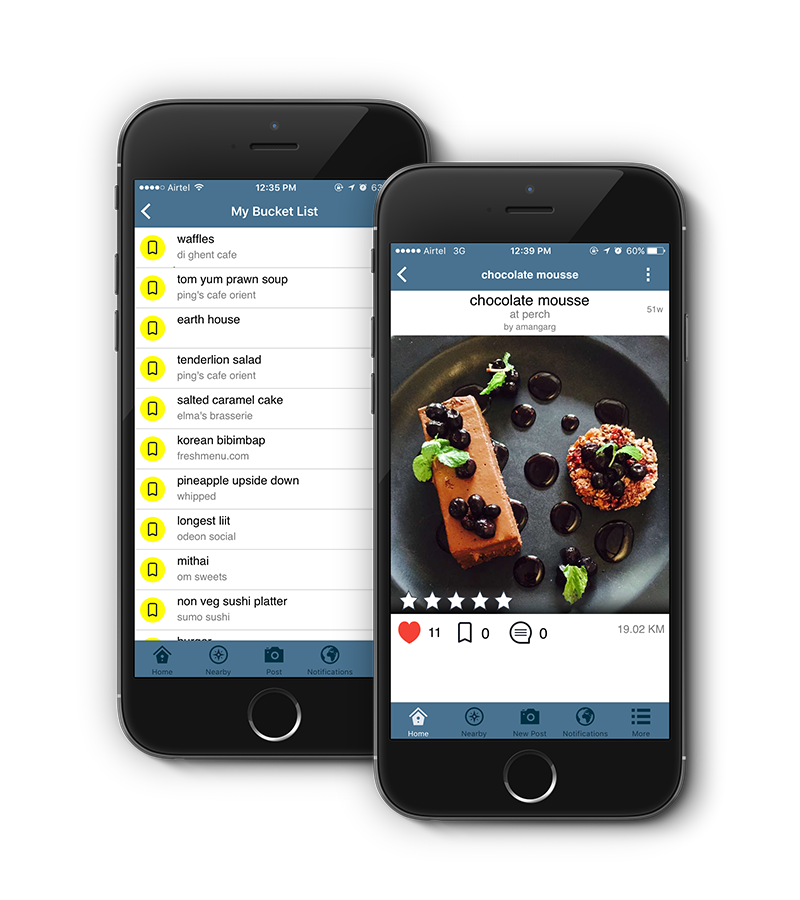 Airtel 12:35 PM 63
My Bucket List
waffles
di ghent cafe
tom yum prawn soup
ping's cafe orient
earth house
tenderlion salad
ping's cafe orient
salted caramel cake
elma's brasserie
korean bibimbap
freshmenu.com
pineapple upside down
whipped
longest liit
odeon social
mithai
om sweets
non veg sushi platter
sumo sushi
burger
Home Nearby Post Notifications
Airtel 3G 12:39 PM 60%
chocolate mousse
chocolate mousse
at perch
51w
by amangarg
11 0 0 19.02 KM
Home Nearby New Post Notifications More